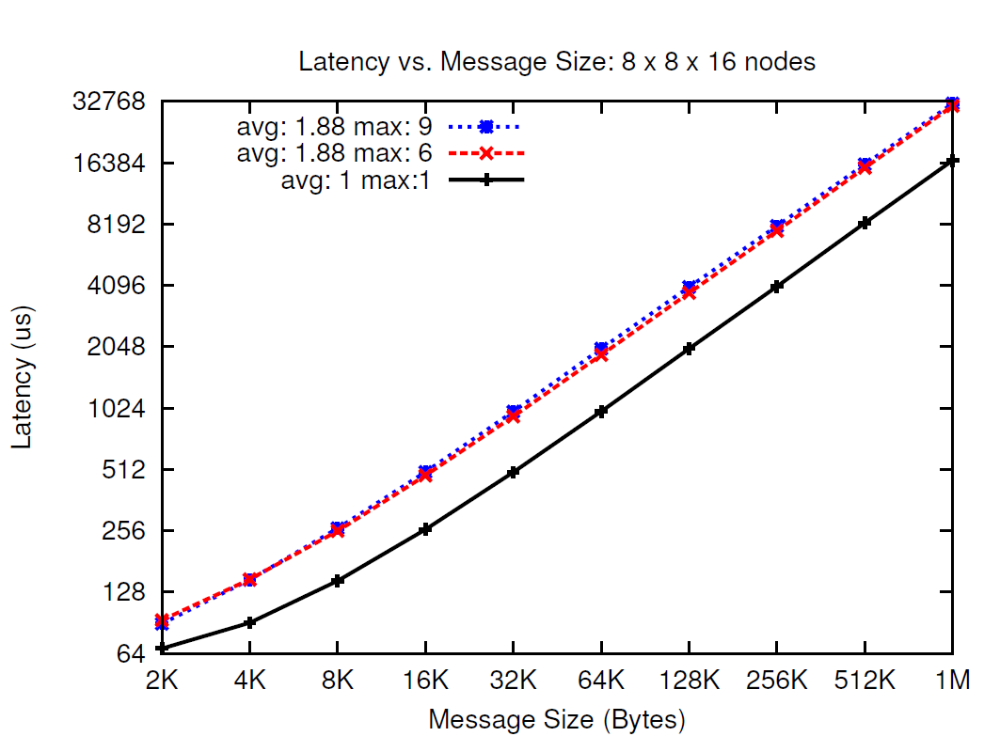 Latency vs. Message Size: 8 x 8 x 16 nodes
avg: 1.88 max: 9
avg: 1.88 max: 6
avg: 1 max:1
32768
16384
8192
4096
2048
1024
512
256
128
64
Latency (us)
2K 4K 8K 16K 32K 64K 128K 256K 512K 1M
Message Size (Bytes)